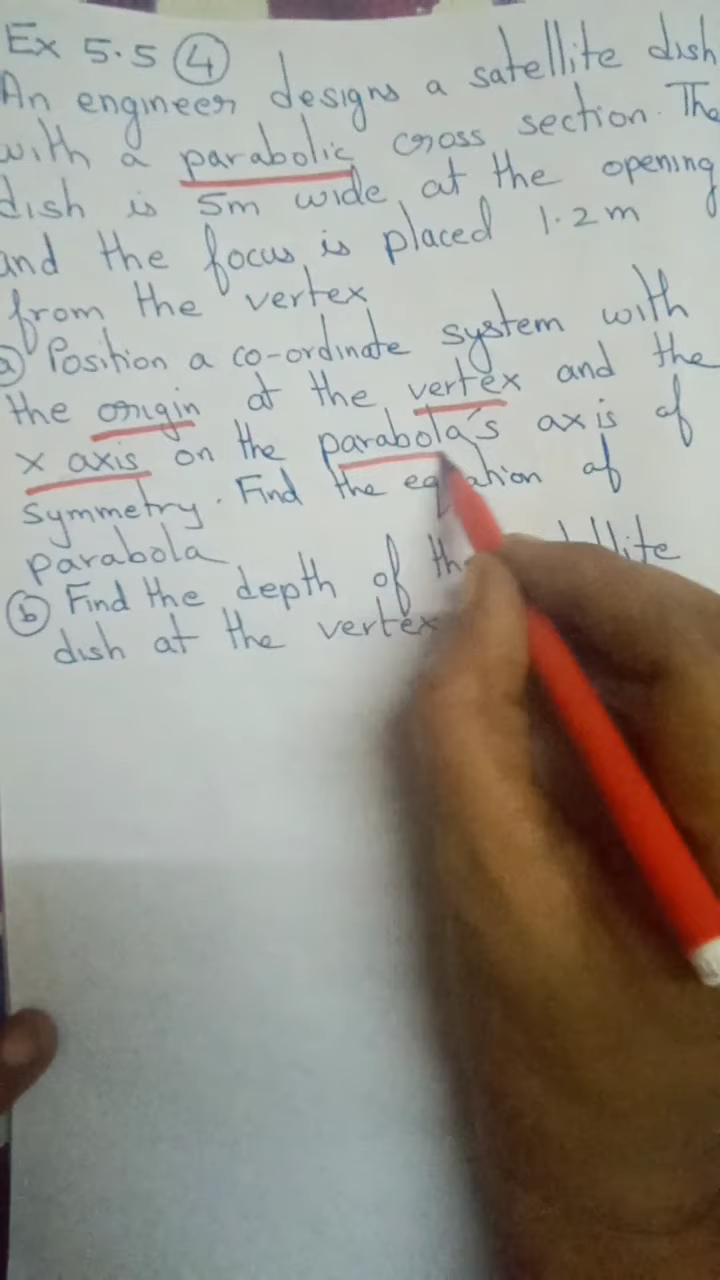 Ex 5.5 4
An engineer designs a satellite dish
with a parabolic cross section. The
dish is 5m wide at the opening
and the focus is placed 1.2m
from the vertex
a) Position a co-ordinate system with
the origin at the vertex and the
x axis on the parabola's axis of
symmetry. Find the of
parabola
b) Find the depth of
dish at the vertex